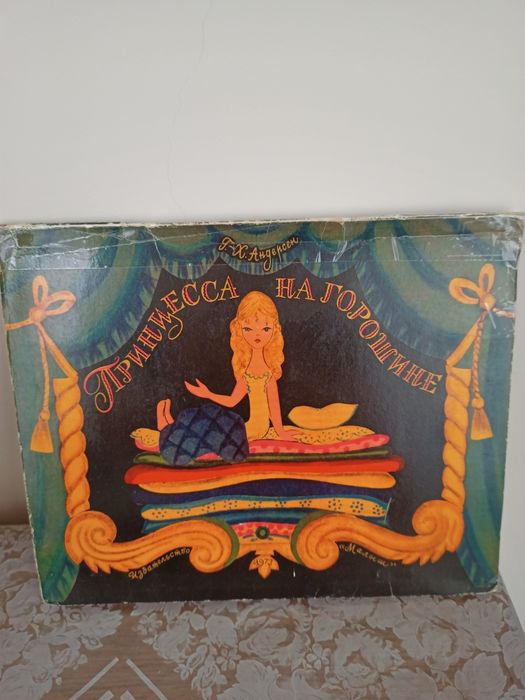 Г-Х. Андерсен
ПРИНЦЕССА НА ГОРОШИНЕ
Издательство «Малыш»